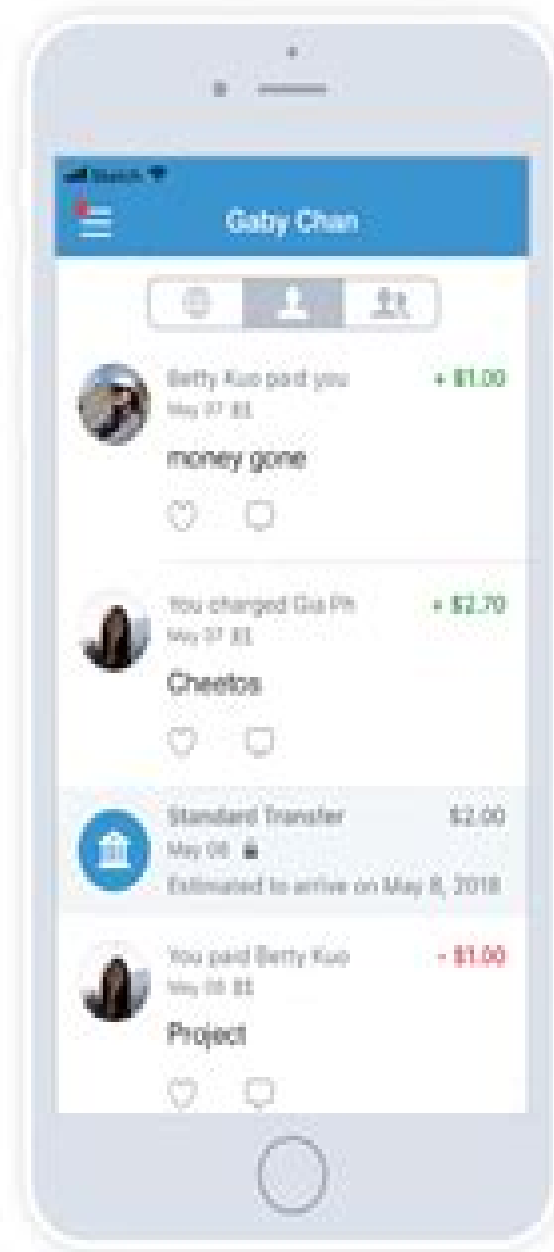 Sketch
Gaby Chan
Betty Kuo paid you + $1.00
May 07
money gone
You charged Gia Ph + $2.70
May 07
Cheetos
Standard Transfer $2.00
May 08
Estimated to arrive on May 8, 2018
You paid Betty Kuo - $1.00
May 08
Project